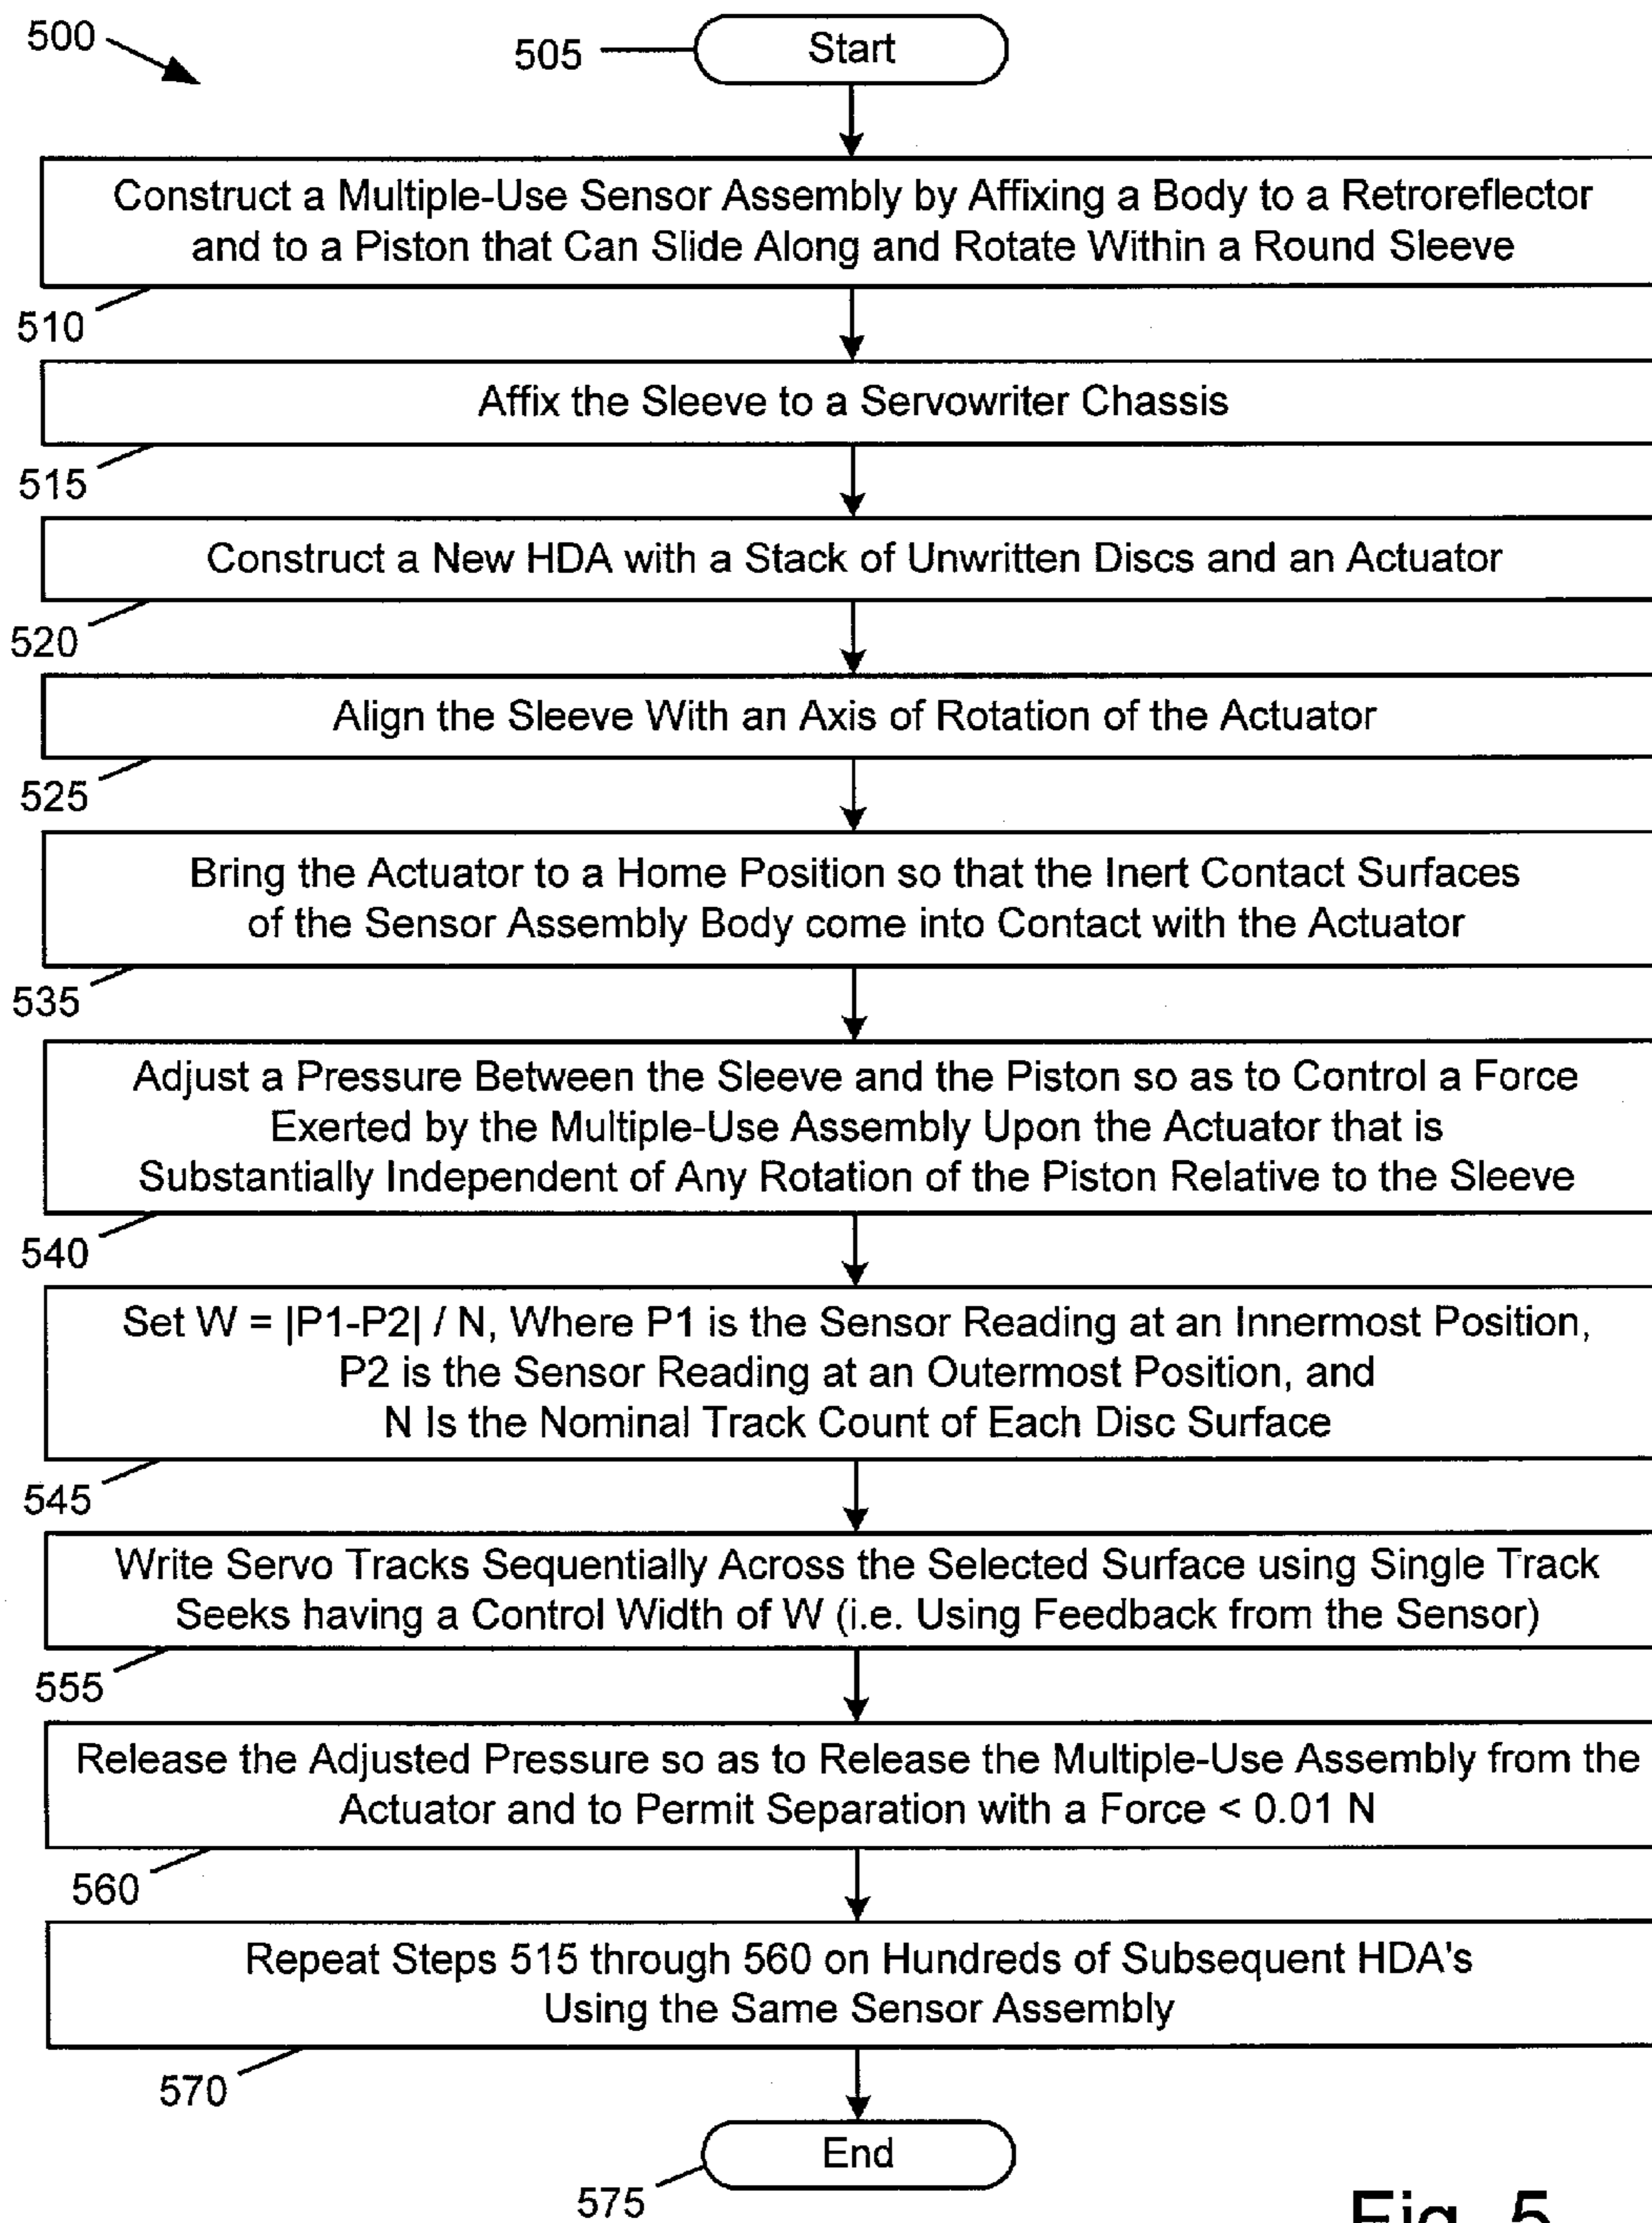 500
505
Start
Construct a Multiple-Use Sensor Assembly by Affixing a Body to a Retroreflector
and to a Piston that Can Slide Along and Rotate Within a Round Sleeve
510
Affix the Sleeve to a Servowriter Chassis
515
Construct a New HDA with a Stack of Unwritten Discs and an Actuator
520
Align the Sleeve With an Axis of Rotation of the Actuator
525
Bring the Actuator to a Home Position so that the Inert Contact Surfaces
of the Sensor Assembly Body come into Contact with the Actuator
535
Adjust a Pressure Between the Sleeve and the Piston so as to Control a Force
Exerted by the Multiple-Use Assembly Upon the Actuator that is
Substantially Independent of Any Rotation of the Piston Relative to the Sleeve
540
Set W = |P1-P2| / N, Where P1 is the Sensor Reading at an Innermost Position,
P2 is the Sensor Reading at an Outermost Position, and
N Is the Nominal Track Count of Each Disc Surface
545
Write Servo Tracks Sequentially Across the Selected Surface using Single Track
Seeks having a Control Width of W (i.e. Using Feedback from the Sensor)
555
Release the Adjusted Pressure so as to Release the Multiple-Use Assembly from the
Actuator and to Permit Separation with a Force < 0.01 N
560
Repeat Steps 515 through 560 on Hundreds of Subsequent HDA's
Using the Same Sensor Assembly
570
End
575
Fig. 5